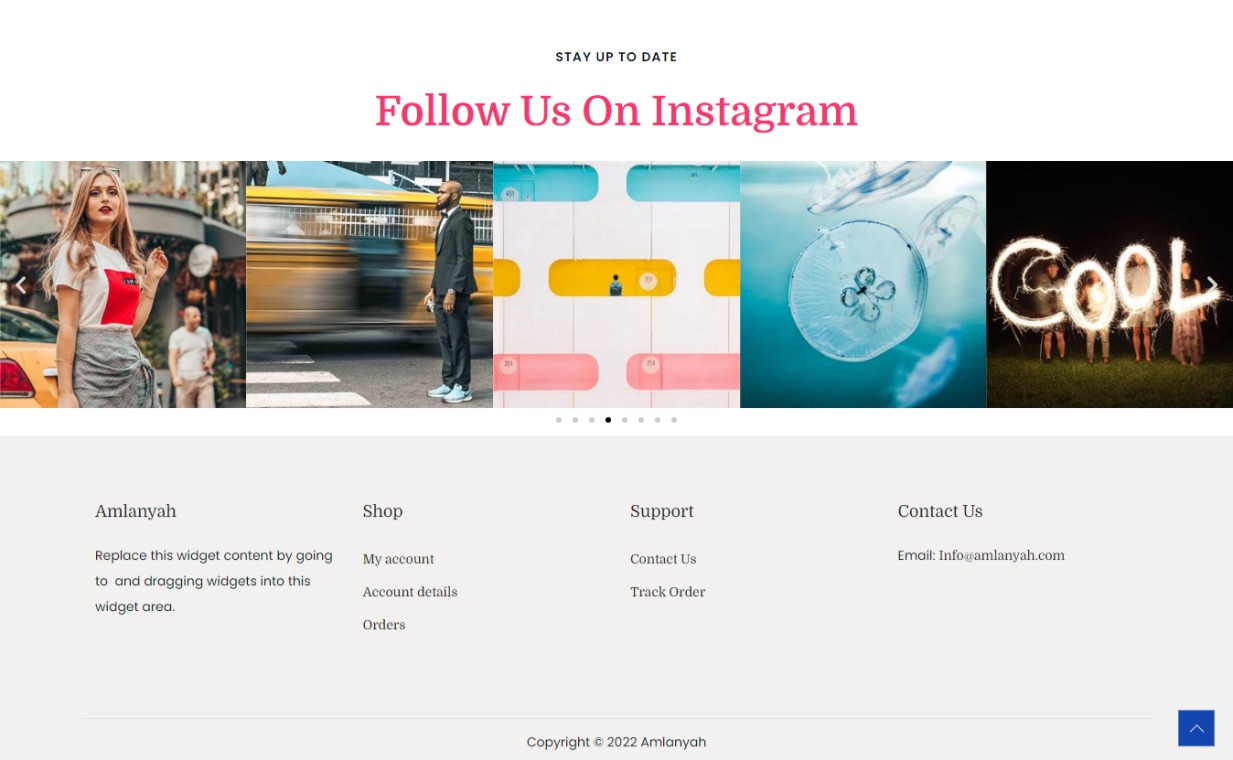 STAY UP TO DATE
Follow Us On Instagram
COOL
Amlanyah
Replace this widget content by going
to and dragging widgets into this
widget area.
Shop
My account
Account details
Orders
Support
Contact Us
Track Order
Contact Us
Email: Info@amlanyah.com
Copyright © 2022 Amlanyah